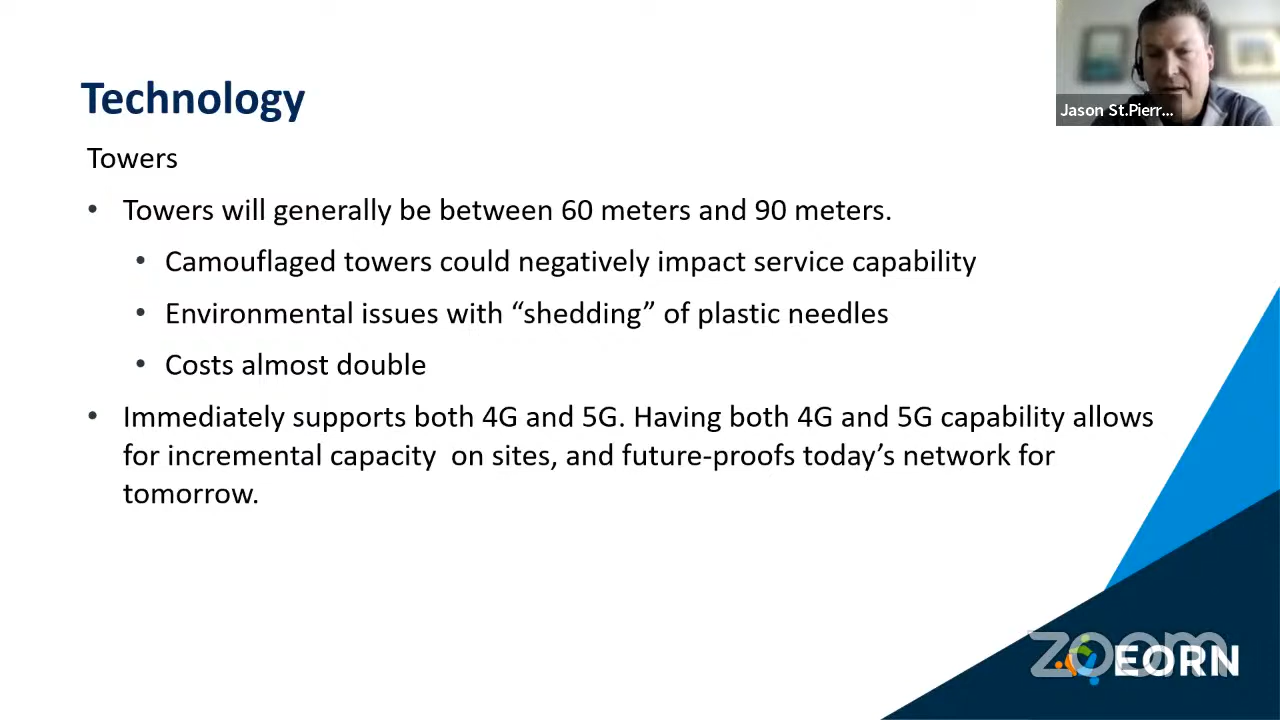 Technology
Jason St.Pierr...
Towers
• Towers will generally be between 60 meters and 90 meters.
• Camouflaged towers could negatively impact service capability
• Environmental issues with “shedding” of plastic needles
• Costs almost double
• Immediately supports both 4G and 5G. Having both 4G and 5G capability allows
for incremental capacity on sites, and future-proofs today’s network for
tomorrow.
zoom
EORN